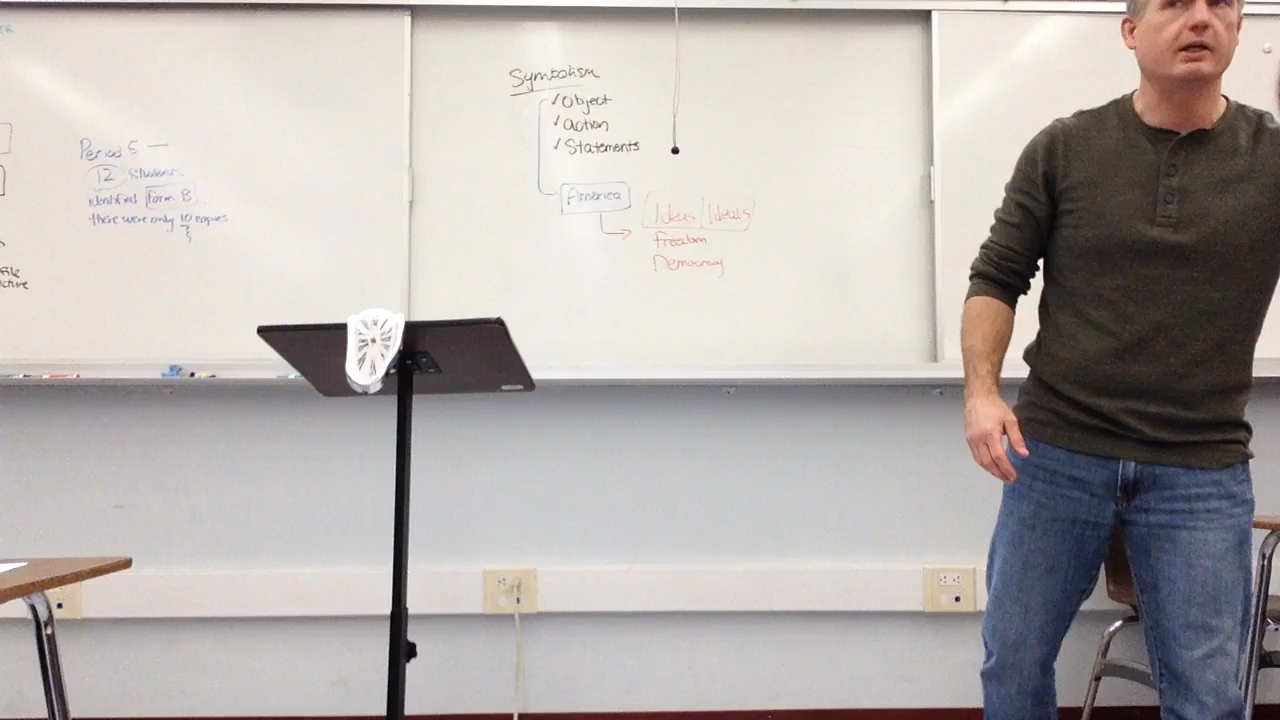 Period 5 —
12 Students
identified Form B
there were only 10 copies
?
Symbolism
✓ Object
✓ action
✓ Statements
America
Ideas | Ideals
Freedom
Democracy